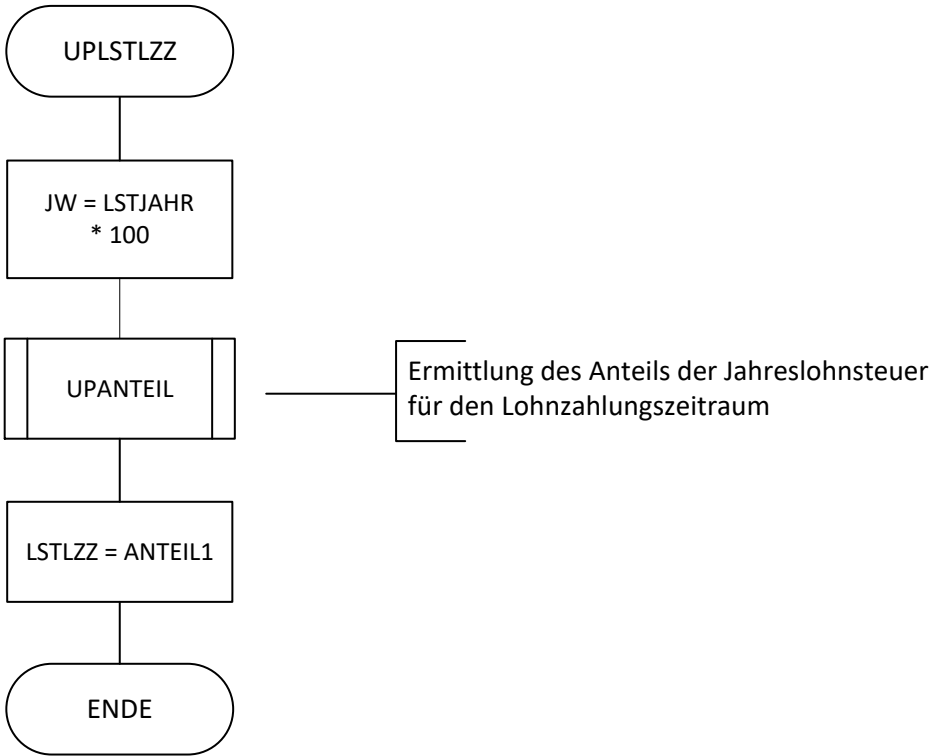 UPLSTLZZ
JW = LSTJAHR
* 100
UPANTEIL
Ermittlung des Anteils der Jahreslohnsteuer
für den Lohnzahlungszeitraum
LSTLZZ = ANTEIL1
ENDE